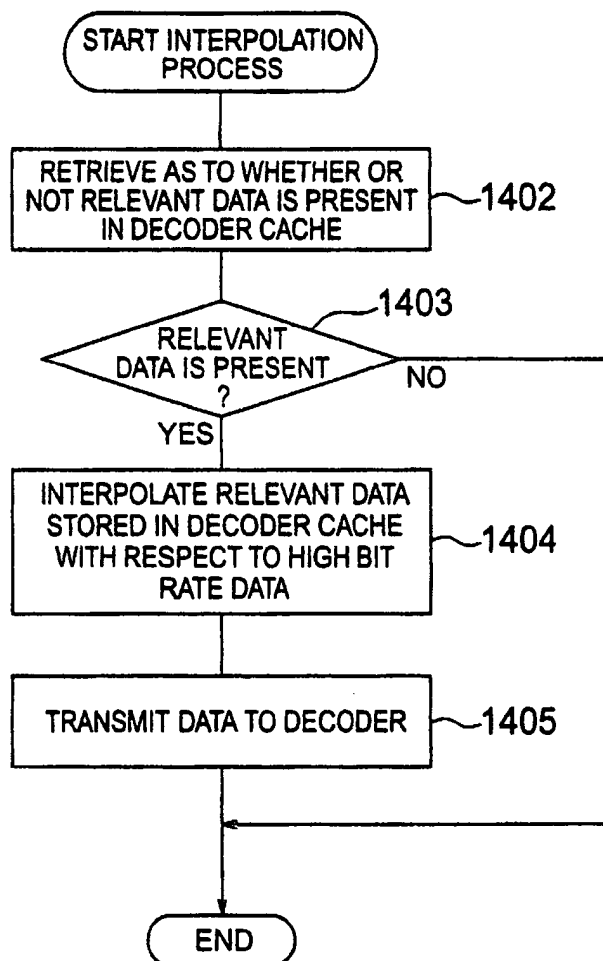 START INTERPOLATION
PROCESS
RETRIEVE AS TO WHETHER OR
NOT RELEVANT DATA IS PRESENT
IN DECODER CACHE
1402
1403
RELEVANT
DATA IS PRESENT
?
NO
YES
INTERPOLATE RELEVANT DATA
STORED IN DECODER CACHE
WITH RESPECT TO HIGH BIT
RATE DATA
1404
TRANSMIT DATA TO DECODER
1405
END